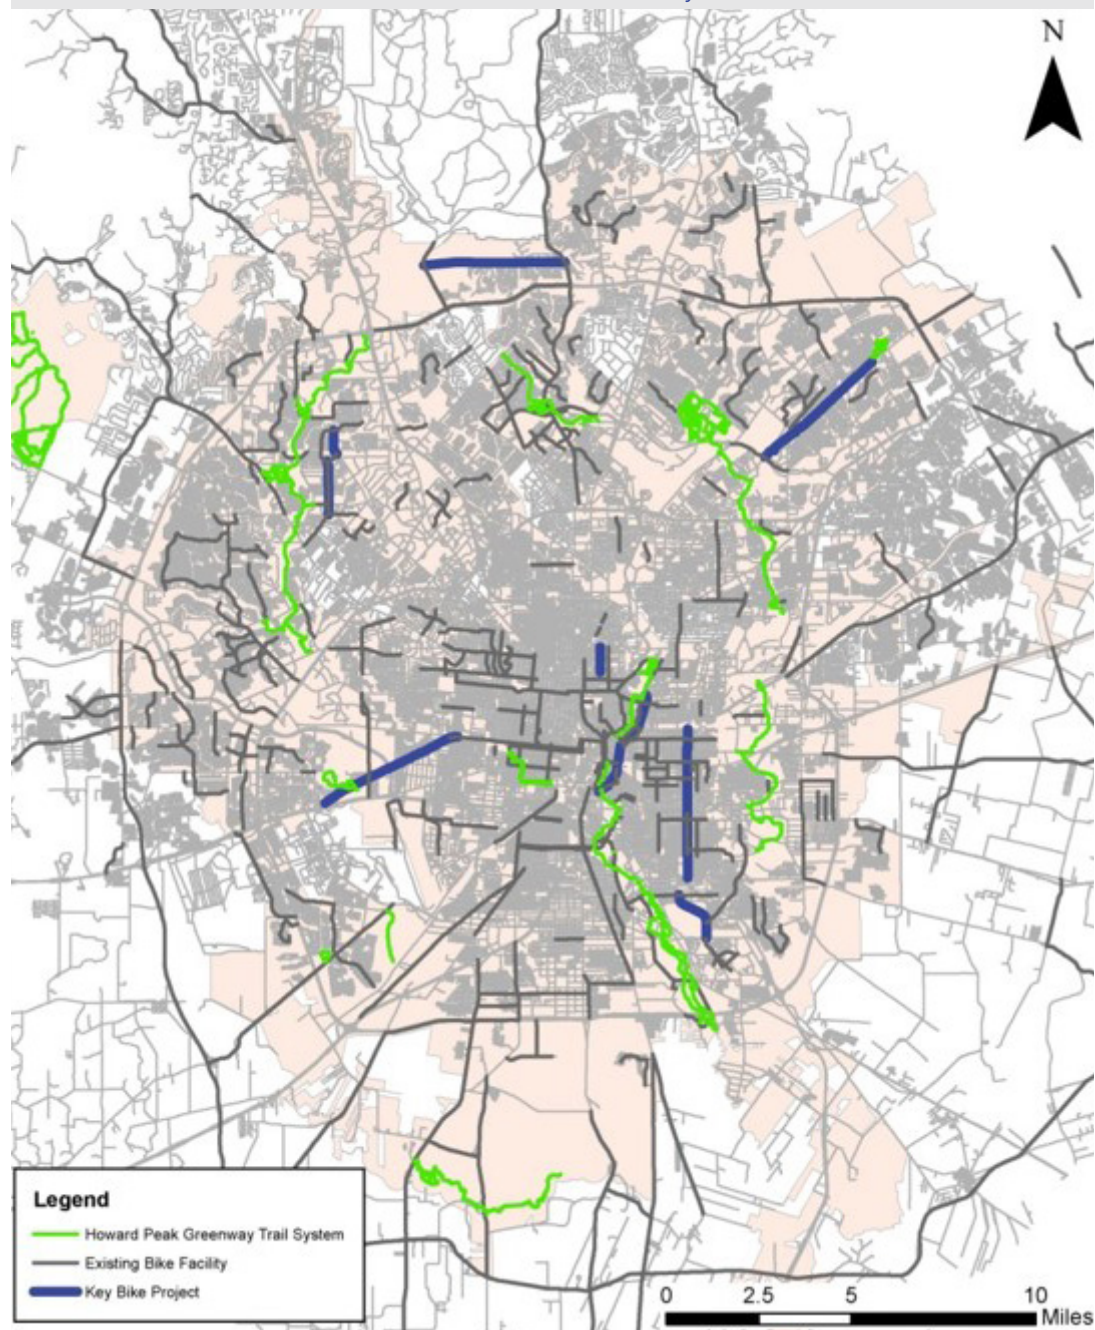 N
Legend
Howard Peak Greenway Trail System
Existing Bike Facility
Key Bike Project
0 2.5 5 10
Miles